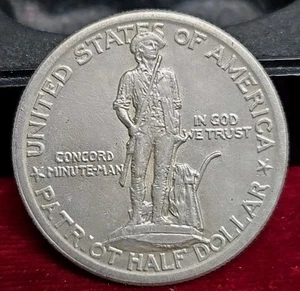 UNITED STATES OF AMERICA
IN GOD
WE TRUST
CONCORD
MINUTE-MAN
PATRIOT HALF DOLLAR